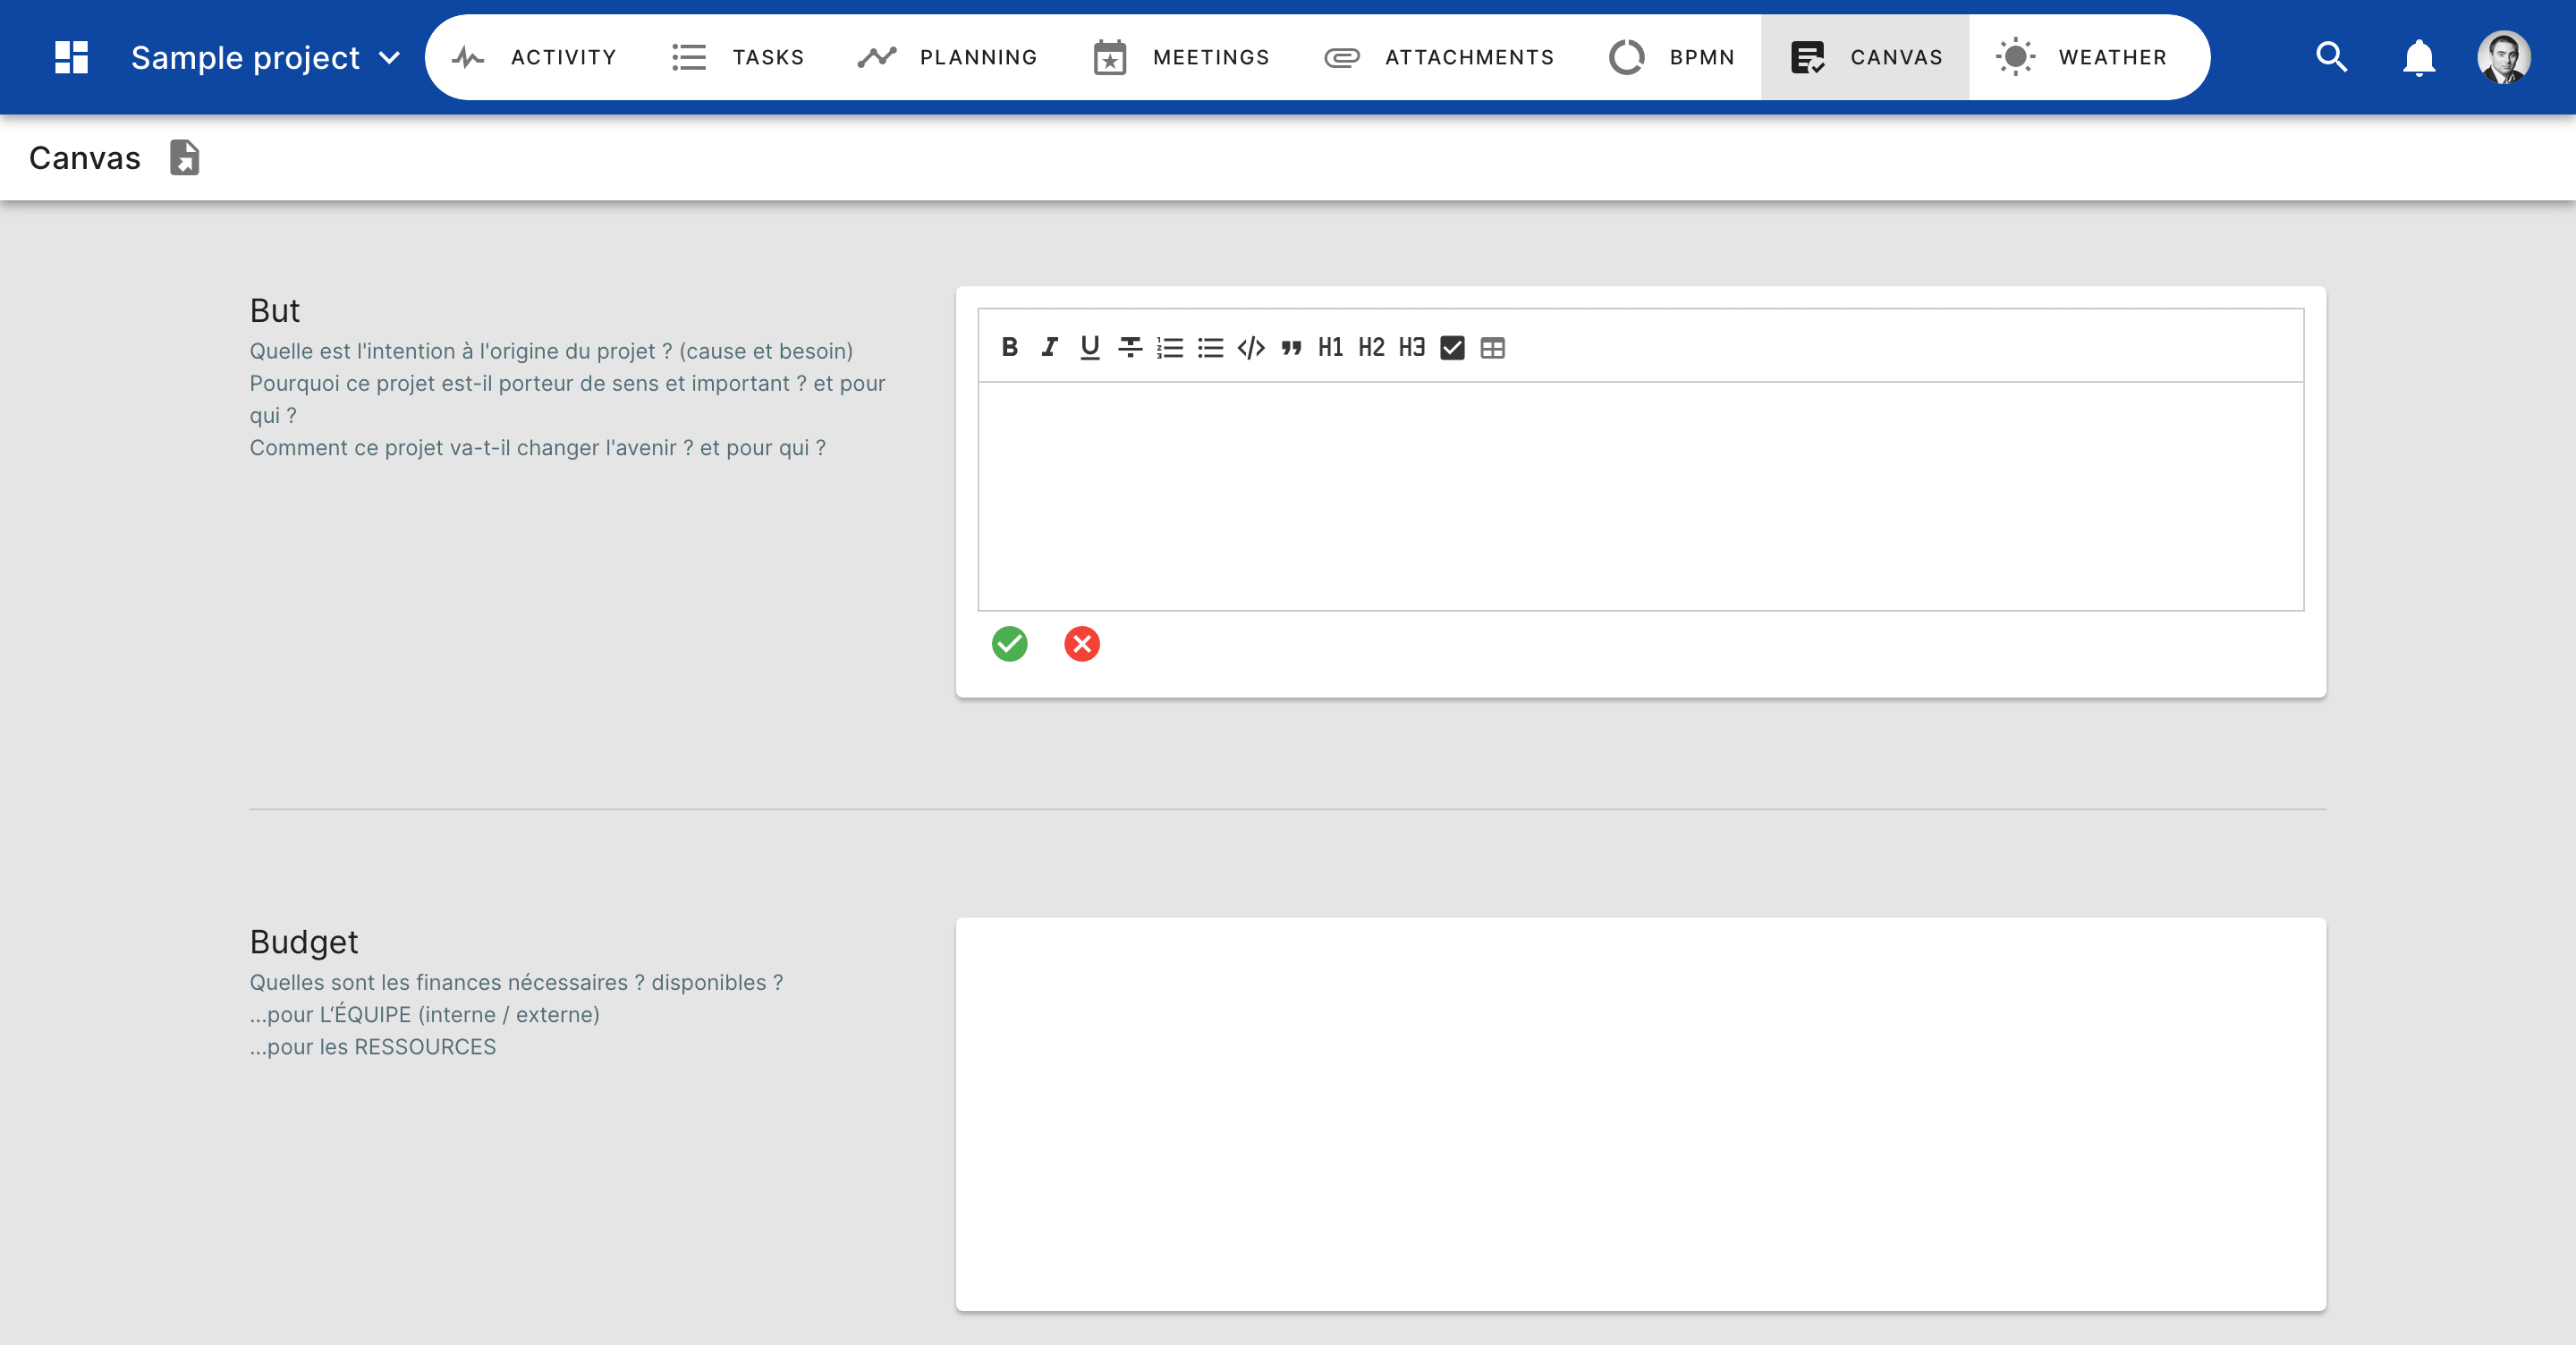 Sample project
ACTIVITY
TASKS
PLANNING
MEETINGS
ATTACHMENTS
BPMN
CANVAS
WEATHER
Canvas
But
Quelle est l'intention à l'origine du projet ? (cause et besoin)
Pourquoi ce projet est-il porteur de sens et important ? et pour
qui ?
Comment ce projet va-t-il changer l'avenir ? et pour qui ?
B I U H1 H2 H3
Budget
Quelles sont les finances nécessaires ? disponibles ?
...pour L‘ÉQUIPE (interne / externe)
...pour les RESSOURCES